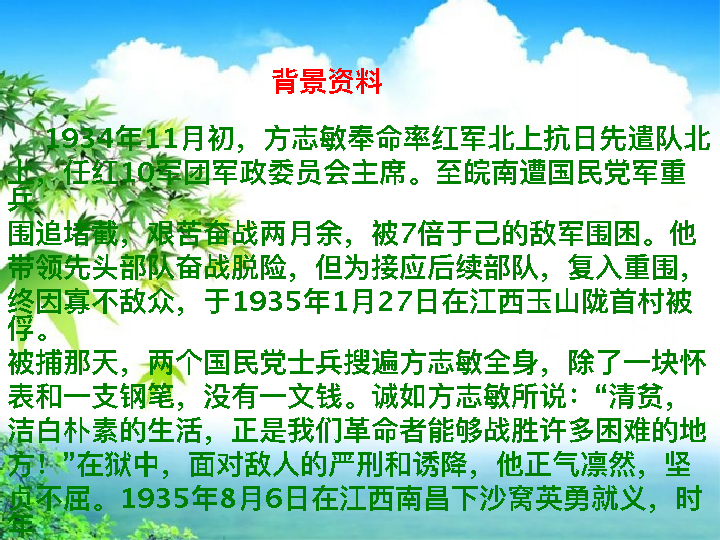 背景资料
1934年11月初，方志敏奉命率红军北上抗日先遣队北
上，任红10军团军政委员会主席。至皖南遭国民党军重
兵
围追堵截，艰苦奋战两月余，被7倍于己的敌军围困。他
带领先头部队奋战脱险，但为接应后续部队，复入重围，
终因寡不敌众，于1935年1月27日在江西玉山陇首村被
俘。
被捕那天，两个国民党士兵搜遍方志敏全身，除了一块怀
表和一支钢笔，没有一文钱。诚如方志敏所说：“清贫，
洁白朴素的生活，正是我们革命者能够战胜许多困难的地
方！”在狱中，面对敌人的严刑和诱降，他正气凛然，坚
贞不屈。1935年8月6日在江西南昌下沙窝英勇就义，时
年